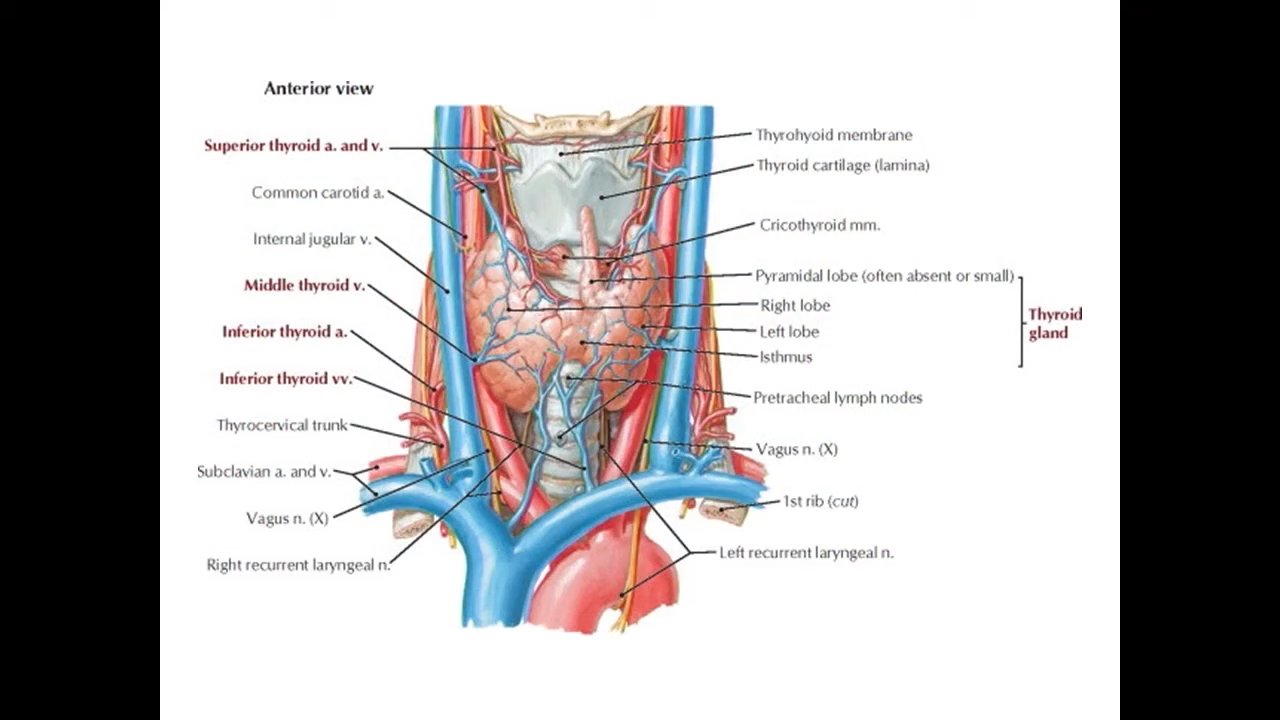 Anterior view
Superior thyroid a. and v.
Common carotid a.
Internal jugular v.
Middle thyroid v.
Inferior thyroid a.
Inferior thyroid vv.
Thyrocervical trunk
Subclavian a. and v.
Vagus n. (X)
Right recurrent laryngeal n.
Thyrohyoid membrane
Thyroid cartilage (lamina)
Cricothyroid mm.
Pyramidal lobe (often absent or small)
Right lobe
Left lobe
Isthmus
Thyroid
gland
Pretracheal lymph nodes
Vagus n. (X)
1st rib (cut)
Left recurrent laryngeal n.